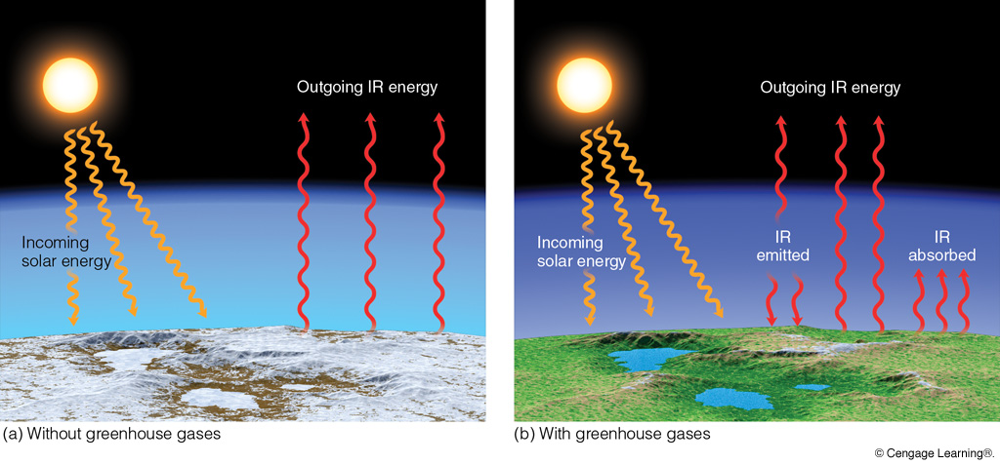 Outgoing IR energy
Incoming
solar energy
(a) Without greenhouse gases
Outgoing IR energy
Incoming
solar energy
IR
emitted
IR
absorbed
(b) With greenhouse gases
© Cengage Learning®.